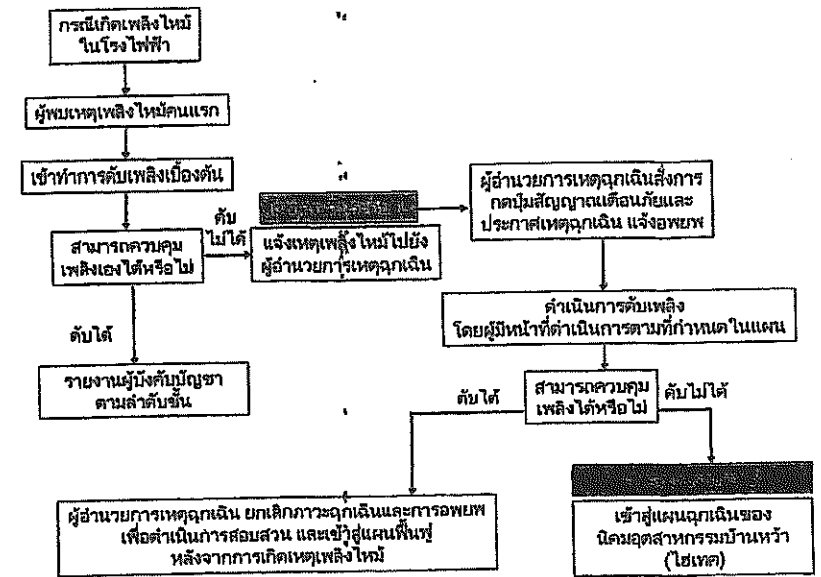 กรณีเกิดเพลิงไหม้
ในโรงไฟฟ้า
ผู้พบเหตุเพลิงไหม้คนแรก
เข้าทำการดับเพลิงเบื้องต้น
สามารถควบคุม
เพลิงเองได้หรือไม่
ดับ
ไม่ได้
แจ้งเหตุเพลิงไหม้ไปยัง
ผู้อำนวยการเหตุฉุกเฉิน
ผู้อำนวยการเหตุฉุกเฉินสั่งการ
กดปุ่มสัญญาณเตือนภัยและ
ประกาศเหตุฉุกเฉิน แจ้งอพยพ
ดับได้
รายงานผู้บังคับบัญชา
ตามลำดับชั้น
ดำเนินการดับเพลิง
โดยผู้มีหน้าที่ดำเนินการตามที่กำหนดในแผน
สามารถควบคุม
เพลิงได้หรือไม่
ดับได้
ดับไม่ได้
ผู้อำนวยการเหตุฉุกเฉิน ยกเลิกภาวะฉุกเฉินและการอพยพ
เพื่อดำเนินการสอบสวน และเข้าสู่แผนฟื้นฟู
หลังจากการเกิดเหตุเพลิงไหม้
เข้าสู่แผนฉุกเฉินของ
นิคมอุตสาหกรรมบ้านหว้า
(ไฮเทค)